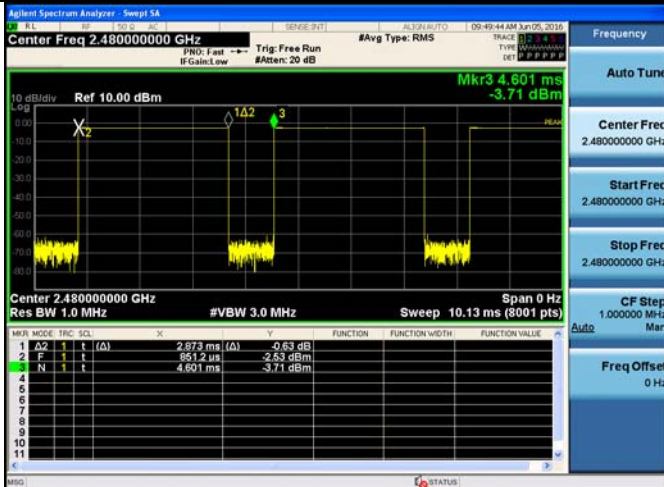 Agilent Spectrum Analyzer - Swept SA
RL RF 50 Ω AC SENSE:INT ALIGN AUTO 09:49:44 AM Jun 05, 2016
Center Freq 2.480000000 GHz #Avg Type: RMS TRACE 1 2 3 4 5 6
PNO: Fast Trig: Free Run TYPE WWWWWW
IFGain:Low #Atten: 20 dB DET P P P P P P
Mkr3 4.601 ms
10 dB/div Ref 10.00 dBm -3.71 dBm
Log
0.00
-10.0
-20.0
-30.0
-40.0
-50.0
-60.0
-70.0
-80.0
X2 1Δ2 3 PEAK
Center 2.480000000 GHz Span 0 Hz
Res BW 1.0 MHz #VBW 3.0 MHz Sweep 10.13 ms (8001 pts)
MKR MODE TRC SCL X Y FUNCTION FUNCTION WIDTH FUNCTION VALUE
1 Δ2 1 t (Δ) 2.873 ms (Δ) -0.63 dB
2 F 1 t 851.2 µs -2.53 dBm
3 N 1 t 4.601 ms -3.71 dBm
4
5
6
7
8
9
10
11
MSG STATUS
Frequency
Auto Tune
Center Freq
2.480000000 GHz
Start Freq
2.480000000 GHz
Stop Freq
2.480000000 GHz
CF Step
1.000000 MHz
Auto Man
Freq Offset
0 Hz